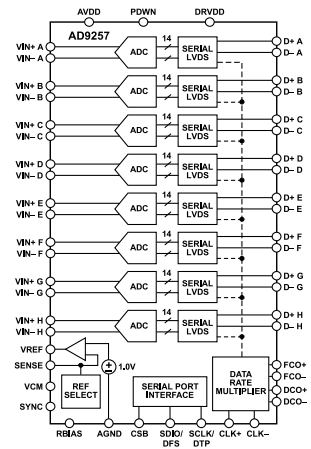 AVDD PDWN DRVDD
AD9257
VIN+ A
VIN– A
ADC
14
SERIAL
LVDS
D+ A
D– A
VIN+ B
VIN– B
ADC
14
SERIAL
LVDS
D+ B
D– B
VIN+ C
VIN– C
ADC
14
SERIAL
LVDS
D+ C
D– C
VIN+ D
VIN– D
ADC
14
SERIAL
LVDS
D+ D
D– D
VIN+ E
VIN– E
ADC
14
SERIAL
LVDS
D+ E
D– E
VIN+ F
VIN– F
ADC
14
SERIAL
LVDS
D+ F
D– F
VIN+ G
VIN– G
ADC
14
SERIAL
LVDS
D+ G
D– G
VIN+ H
VIN– H
ADC
14
SERIAL
LVDS
D+ H
D– H
VREF
SENSE
VCM
SYNC
1.0V
REF
SELECT
SERIAL PORT
INTERFACE
DATA
RATE
MULTIPLIER
FCO+
FCO–
DCO+
DCO–
RBIAS
AGND
CSB
SDIO/
DFS
SCLK/
DTP
CLK+
CLK–